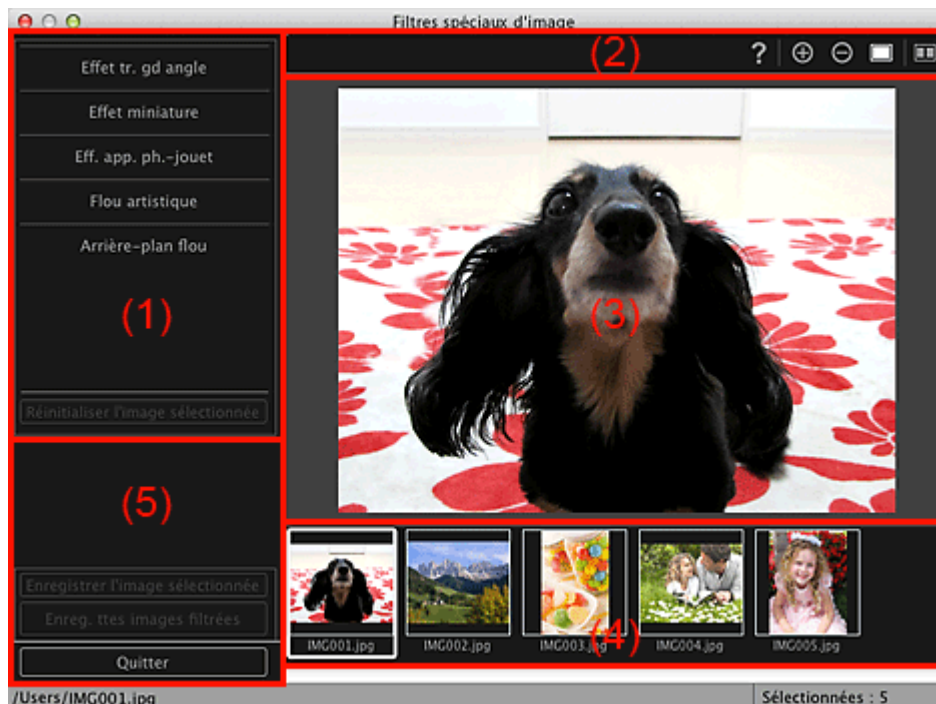 Filtres spéciaux d'image
Effet tr. gd angle
Effet miniature
Eff. app. ph.-jouet
Flou artistique
Arrière-plan flou
(1)
Réinitialiser l'image sélectionnée
(2)
?
(3)
(5)
Enregistrer l'image sélectionnée
Enreg. ttes images filtrées
Quitter
IMG001.jpg
IMG002.jpg
IMG003.jpg
(4)
IMG004.jpg
IMG005.jpg
/Users/IMG001.jpg
Sélectionnées : 5